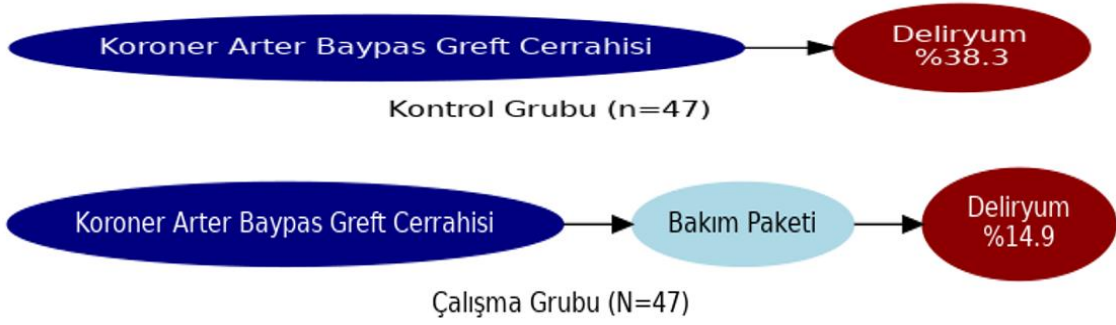 Koroner Arter Baypas Greft Cerrahisi
Deliryum
%38.3
Kontrol Grubu (n=47)
Koroner Arter Baypas Greft Cerrahisi
Bakım Paketi
Deliryum
%14.9
Çalışma Grubu (N=47)